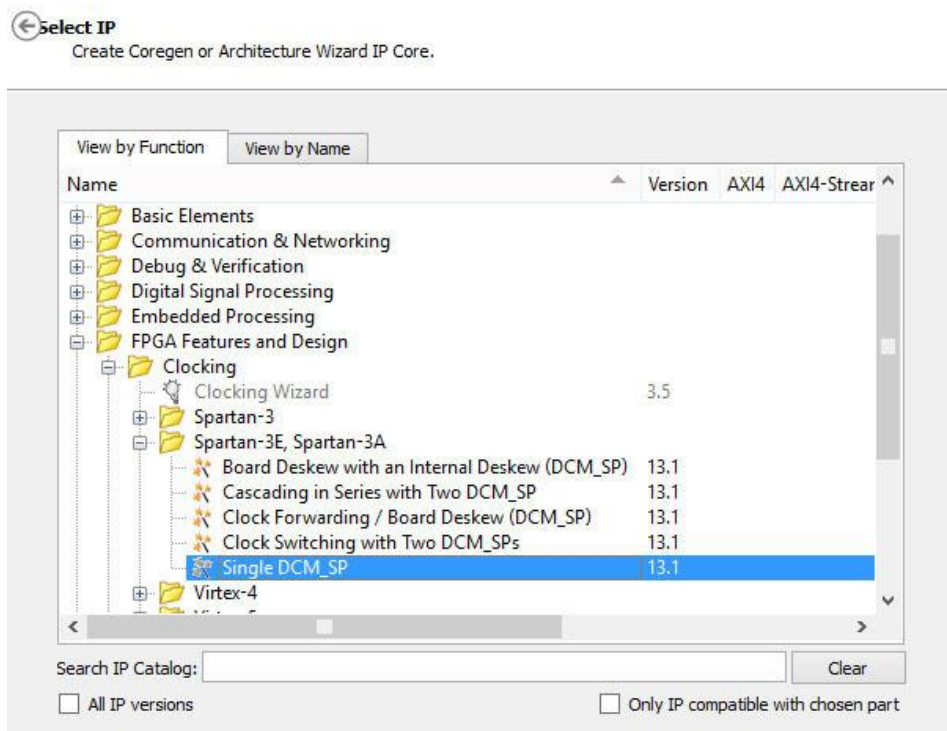 Select IP
Create Coregen or Architecture Wizard IP Core.
View by Function View by Name
Name Version AXI4 AXI4-Strear
Basic Elements
Communication & Networking
Debug & Verification
Digital Signal Processing
Embedded Processing
FPGA Features and Design
Clocking
Clocking Wizard 3.5
Spartan-3
Spartan-3E, Spartan-3A
Board Deskew with an Internal Deskew (DCM_SP) 13.1
Cascading in Series with Two DCM_SP 13.1
Clock Forwarding / Board Deskew (DCM_SP) 13.1
Clock Switching with Two DCM_SPs 13.1
Single DCM_SP 13.1
Virtex-4
Search IP Catalog: Clear
All IP versions Only IP compatible with chosen part